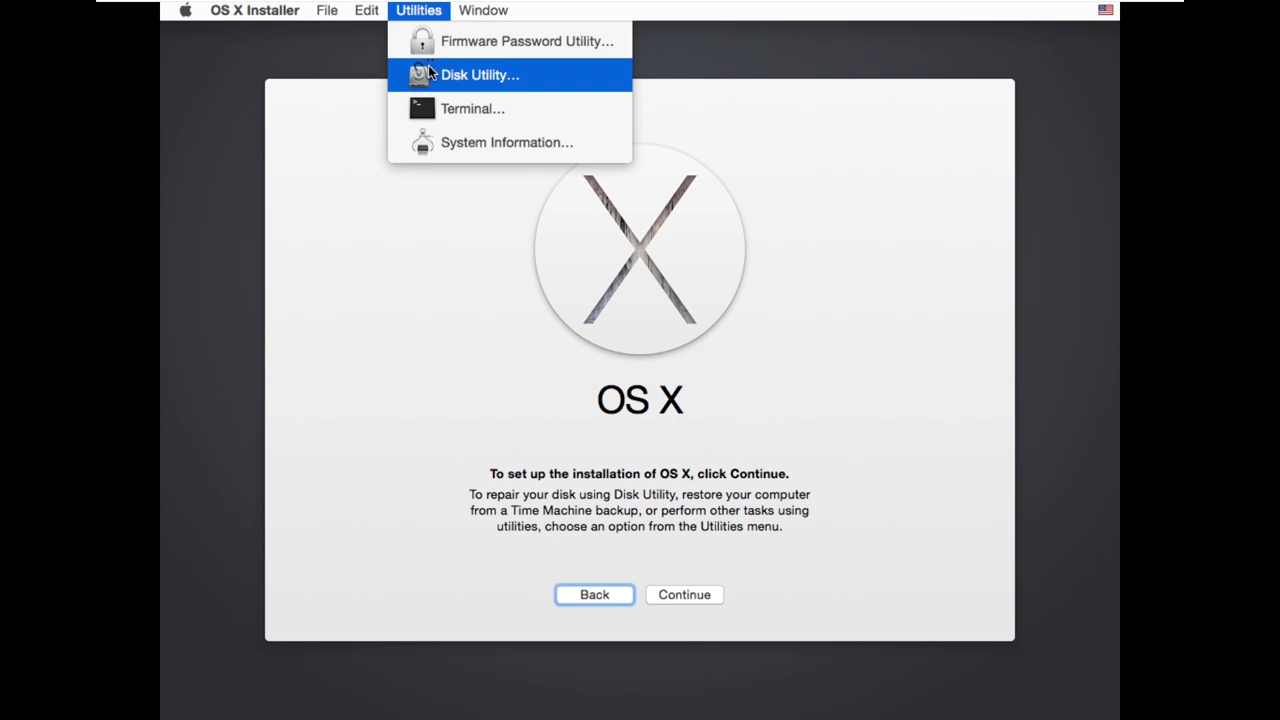 OS X Installer File Edit Utilities Window
Firmware Password Utility...
Disk Utility...
Terminal...
System Information...
OS X
To set up the installation of OS X, click Continue.
To repair your disk using Disk Utility, restore your computer
from a Time Machine backup, or perform other tasks using
utilities, choose an option from the Utilities menu.
Back Continue